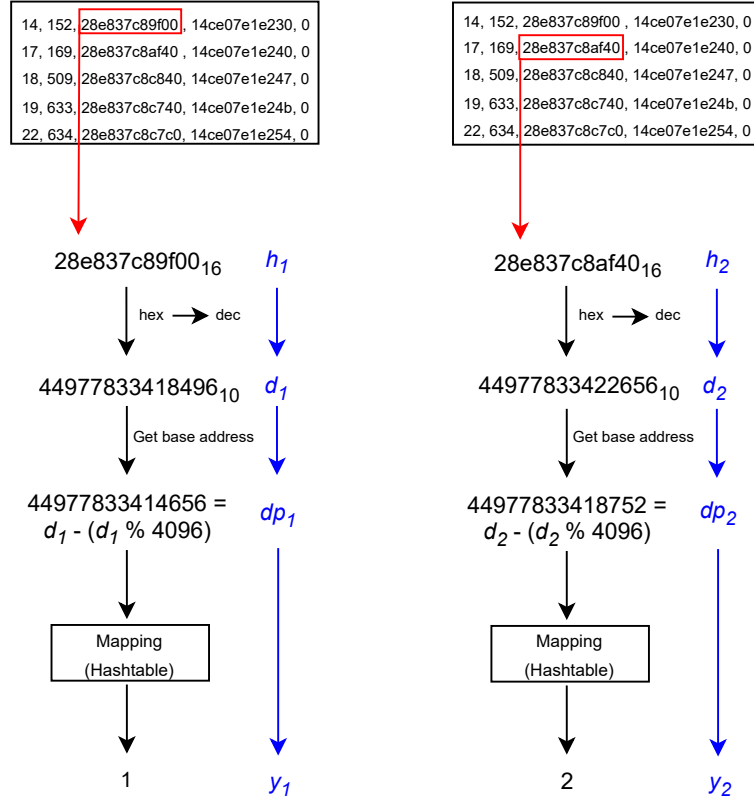 14, 152, 28e837c89f00 , 14ce07e1e230, 0
17, 169, 28e837c8af40 , 14ce07e1e240, 0
18, 509, 28e837c8c840, 14ce07e1e247, 0
19, 633, 28e837c8c740, 14ce07e1e24b, 0
22, 634, 28e837c8c7c0, 14ce07e1e254, 0
28e837c89f00₁₆ h₁
hex dec
44977833418496₁₀ d₁
Get base address
44977833414656 = dp₁
d₁ - (d₁ % 4096)
Mapping
(Hashtable)
1 y₁
14, 152, 28e837c89f00 , 14ce07e1e230, 0
17, 169, 28e837c8af40 , 14ce07e1e240, 0
18, 509, 28e837c8c840, 14ce07e1e247, 0
19, 633, 28e837c8c740, 14ce07e1e24b, 0
22, 634, 28e837c8c7c0, 14ce07e1e254, 0
28e837c8af40₁₆ h₂
hex dec
44977833422656₁₀ d₂
Get base address
44977833418752 = dp₂
d₂ - (d₂ % 4096)
Mapping
(Hashtable)
2 y₂